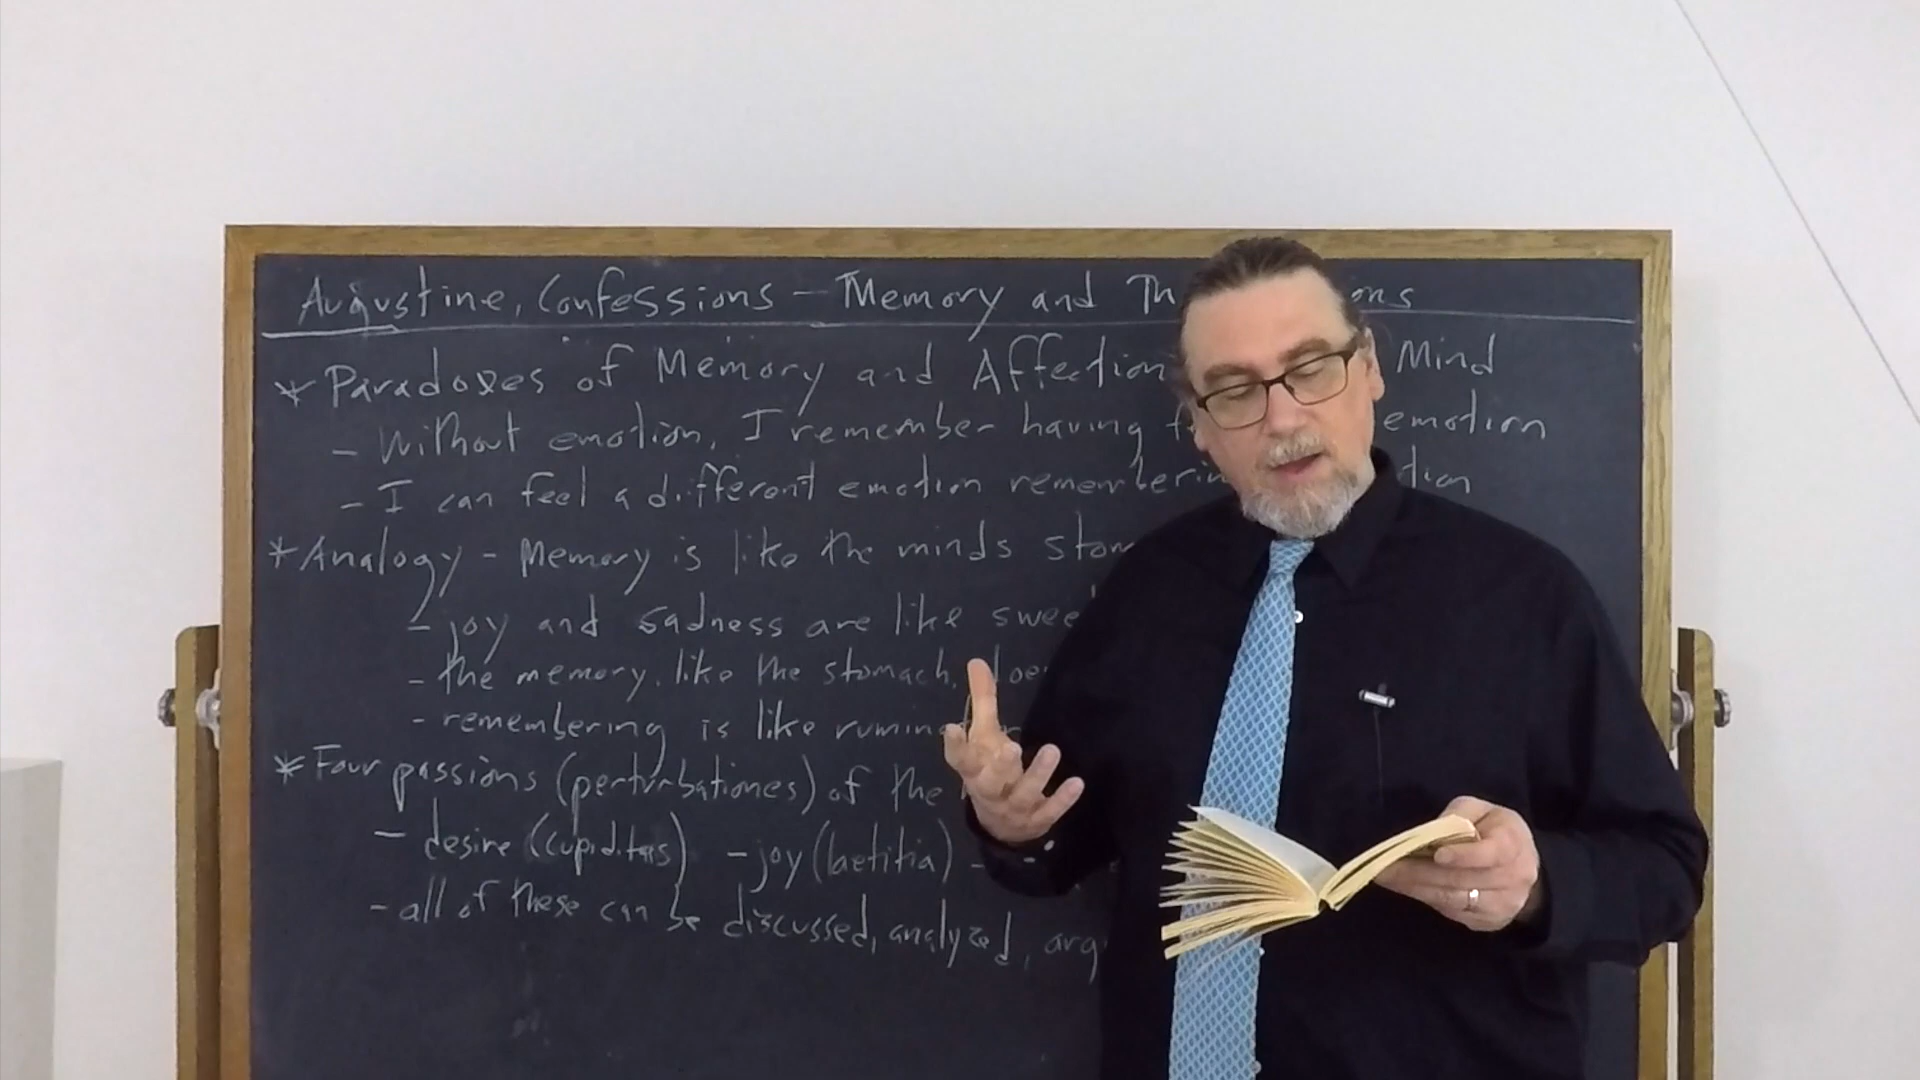 Augustine, Confessions - Memory and Th ons
* Paradoxes of Memory and Affection Mind
- Without emotion, I remember having f emotion
- I can feel a different emotion rememberin tion
* Analogy - Memory is like the minds stom
- joy and sadness are like swee
- the memory, like the stomach, doe
- remembering is like rumina
* Four passions (perturbationes) of the
- desire (cupiditas) - joy (laetitia) -
- all of these can be discussed, analyzed, arg